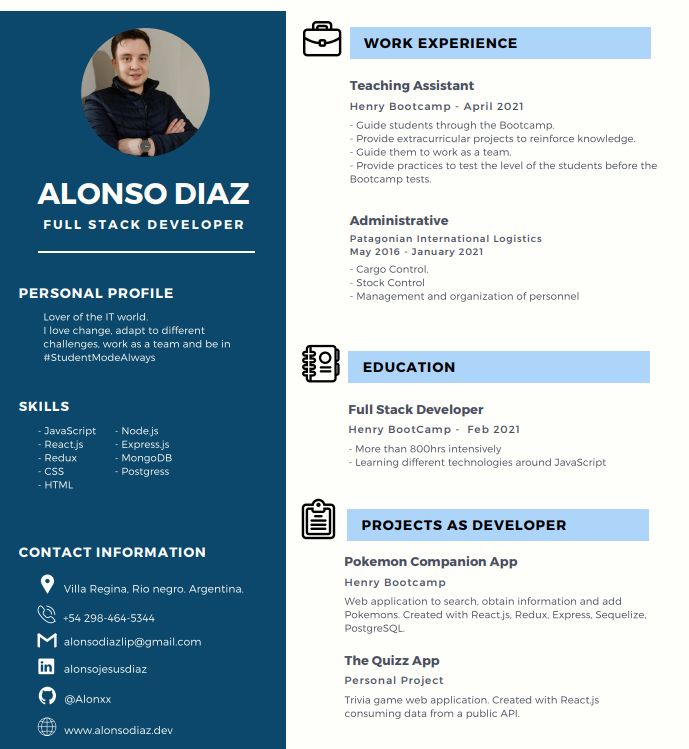 ALONSO DIAZ
FULL STACK DEVELOPER
PERSONAL PROFILE
Lover of the IT world.
I love change, adapt to different
challenges, work as a team and be in
#StudentModeAlways
SKILLS
- JavaScript
- React.js
- Redux
- CSS
- HTML
- Node.js
- Express.js
- MongoDB
- Postgress
CONTACT INFORMATION
Villa Regina, Rio negro. Argentina.
+54 298-464-5344
alonsodiazlip@gmail.com
alonsojesusdiaz
@Alonxx
www.alonsodiaz.dev
WORK EXPERIENCE
Teaching Assistant
Henry Bootcamp - April 2021
- Guide students through the Bootcamp.
- Provide extracurricular projects to reinforce knowledge.
- Guide them to work as a team.
- Provide practices to test the level of the students before the
Bootcamp tests.
Administrative
Patagonian International Logistics
May 2016 - January 2021
- Cargo Control.
- Stock Control
- Management and organization of personnel
EDUCATION
Full Stack Developer
Henry BootCamp - Feb 2021
- More than 800hrs intensively
- Learning different technologies around JavaScript
PROJECTS AS DEVELOPER
Pokemon Companion App
Henry Bootcamp
Web application to search, obtain information and add
Pokemons. Created with React.js, Redux, Express, Sequelize,
PostgreSQL.
The Quizz App
Personal Project
Trivia game web application. Created with React.js
consuming data from a public API.